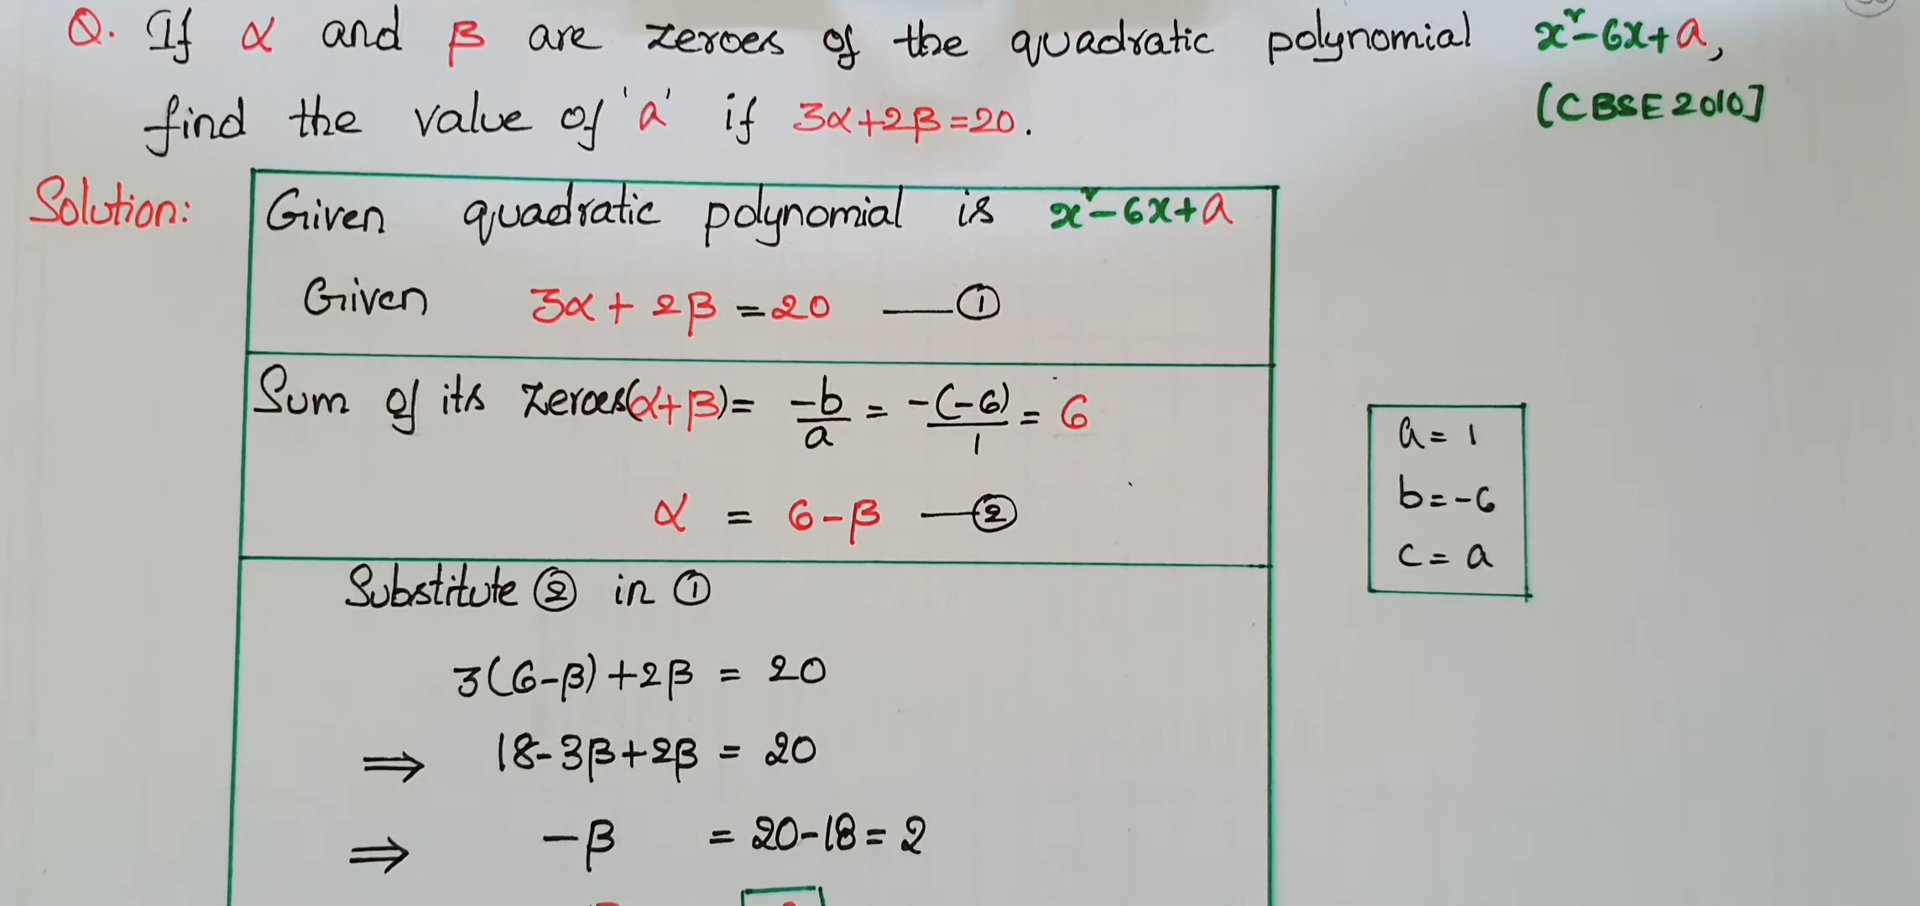 Q. If α and β are zeroes of the quadratic polynomial x²-6x+a,
find the value of 'a' if 3α+2β=20.
[CBSE 2010]
Solution:
Given quadratic polynomial is x²-6x+a
Given 3α+2β=20 —①
Sum of its zeroes(α+β)= -b/a = -(-6)/1 = 6
α = 6-β —②
a=1
b=-6
c=a
Substitute ② in ①
3(6-β)+2β = 20
⇒ 18-3β+2β = 20
⇒ -β = 20-18=2